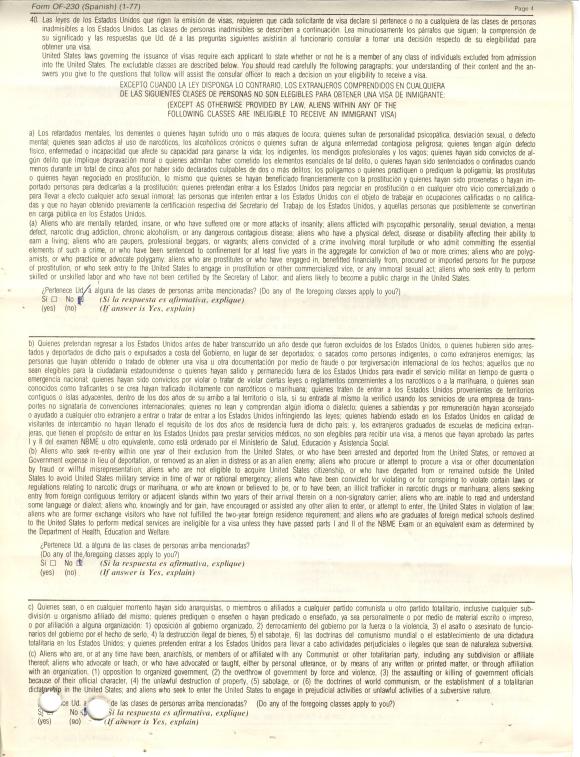 Form OF-230 (Spanish) (1-77)
Page 4
40. Las leyes de los Estados Unidos que rigen la emisión de visas, requieren que cada solicitante de visa declare si pertenece o no a cualquiera de las clases de personas
inadmisibles a los Estados Unidos. Las clases de personas inadmisibles se describen a continuación. Lea minuciosamente los párrafos que siguen; la comprensión de
su significado y las respuestas que Ud. dé a las preguntas siguientes asistirán al funcionario consular a tomar una decisión respecto de su elegibilidad para
obtener una visa.
United States laws governing the issuance of visas require each applicant to state whether or not he is a member of any class of individuals excluded from admission
into the United States. The excludable classes are described below. You should read carefully the following paragraphs; your understanding of their content and the ans-
wers you give to the questions that follow will assist the consular officer to reach a decision on your eligibility to receive a visa.
EXCEPTO CUANDO LA LEY DISPONGA LO CONTRARIO, LOS EXTRANJEROS COMPRENDIDOS EN CUALQUIERA
DE LAS SIGUIENTES CLASES DE PERSONAS NO SON ELEGIBLES PARA OBTENER UNA VISA DE INMIGRANTE:
(EXCEPT AS OTHERWISE PROVIDED BY LAW, ALIENS WITHIN ANY OF THE
FOLLOWING CLASSES ARE INELIGIBLE TO RECEIVE AN IMMIGRANT VISA)
a) Los retardados mentales, los dementes o quienes hayan sufrido uno o más ataques de locura; quienes sufran de personalidad psicopática, desviación sexual, o defecto
mental; quienes sean adictos al uso de narcóticos, los alcohólicos crónicos o quienes sufran de alguna enfermedad contagiosa peligrosa; quienes tengan algún defecto
físico, enfermedad o incapacidad que afecte su capacidad para ganarse la vida; los indigentes, los mendigos profesionales y los vagos; quienes hayan sido convictos de al-
gún delito que implique depravación moral o quienes admitan haber cometido los elementos esenciales de tal delito, o quienes hayan sido sentenciados o confinados cuando
menos durante un total de cinco años por haber sido declarados culpables de dos o más delitos; los polígamos o quienes practiquen o prediquen la poligamia; las prostitutas
o quienes hayan negociado en prostitución, lo mismo que quienes se hayan beneficiado financieramente con la prostitución y quienes hayan sido proxenetas o hayan im-
portado personas para dedicarlas a la prostitución; quienes pretendan entrar a los Estados Unidos para negociar en prostitución o en cualquier otro vicio comercializado o
para llevar a efecto cualquier acto sexual inmoral; las personas que intenten entrar a los Estados Unidos con el objeto de trabajar en ocupaciones calificadas o no califica-
das y que no hayan obtenido previamente la certificación respectiva del Secretario del Trabajo de los Estados Unidos, y aquellas personas que posiblemente se convertirían
en carga pública en los Estados Unidos.
(a) Aliens who are mentally retarded, insane, or who have suffered one or more attacks of insanity; aliens afflicted with psychopathic personality, sexual deviation, a mental
defect, narcotic drug addiction, chronic alcoholism, or any dangerous contagious disease; aliens who have a physical defect, disease or disability affecting their ability to
earn a living; aliens who are paupers, professional beggars, or vagrants; aliens convicted of a crime involving moral turpitude or who admit committing the essential
elements of such a crime, or who have been sentenced to confinement for at least five years in the aggregate for conviction of two or more crimes; aliens who are polyg-
amists, or who practice or advocate polygamy; aliens who are prostitutes or who have engaged in, benefited financially from, procured or imported persons for the purpose
of prostitution, or who seek to enter the United States to engage in prostitution or other commercialized vice, or any immoral sexual act; aliens who seek entry to perform
skilled or unskilled labor and who have not been certified by the Secretary of Labor; and aliens likely to become a public charge in the United States.
¿Pertenece Ud. a alguna de las clases de personas arriba mencionadas? (Do any of the foregoing classes apply to you?)
Sí ☐ No ☑ (Si la respuesta es afirmativa, explique)
(yes) (no) (If answer is Yes, explain)
b) Quienes pretendan regresar a los Estados Unidos antes de haber transcurrido un año desde que fueron excluidos de los Estados Unidos, o quienes hubieren sido arres-
tados y deportados de dicho país o expulsados a costa del Gobierno, en lugar de ser deportados; o sacados como personas indigentes, o como extranjeros enemigos; las
personas que hayan obtenido o tratado de obtener una visa u otra documentación por medio de fraude o por tergiversación intencional de los hechos; aquellos que no
sean elegibles para la ciudadanía estadounidense o quienes hayan salido y permanecido fuera de los Estados Unidos para evadir el servicio militar en tiempo de guerra o
emergencia nacional; quienes hayan sido convictos por violar o tratar de violar ciertas leyes o reglamentos concernientes a los narcóticos o a la marihuana, o quienes sean
conocidos como traficantes o se crea hayan traficado ilícitamente con narcóticos o marihuana; quienes traten de entrar a los Estados Unidos provenientes de territorios
contiguos o islas adyacentes, dentro de los dos años de su arribo a tal territorio o isla, si su entrada al mismo la verificó usando los servicios de una empresa de trans-
portes no signataria de convenciones internacionales; quienes no lean y comprendan algún idioma o dialecto; quienes a sabiendas y por remuneración hayan aconsejado
o ayudado a cualquier otro extranjero a entrar o tratar de entrar a los Estados Unidos infringiendo las leyes; quienes habiendo estado en los Estados Unidos en calidad de
visitantes de intercambio no hayan llenado el requisito de los dos años de residencia fuera de dicho país; y, los extranjeros graduados de escuelas de medicina extran-
jeras, que tienen el propósito de entrar en los Estados Unidos para prestar servicios médicos, no son elegibles para recibir una visa, a menos que hayan aprobado las partes
I y II del examen NBME u otro equivalente, como está ordenado por el Ministerio de Salud, Educación y Asistencia Social.
(b) Aliens who seek re-entry within one year of their exclusion from the United States, or who have been arrested and deported from the United States, or removed at
Government expense in lieu of deportation, or removed as an alien in distress or as an alien enemy; aliens who procure or attempt to procure a visa or other documentation
by fraud or willful misrepresentation; aliens who are not eligible to acquire United States citizenship, or who have departed from or remained outside the United
States to avoid United States military service in time of war or national emergency; aliens who have been convicted for violating or for conspiring to violate certain laws or
regulations relating to narcotic drugs or marihuana, or who are known or believed to be, or to have been, an illicit trafficker in narcotic drugs or marihuana; aliens seeking
entry from foreign contiguous territory or adjacent islands within two years of their arrival therein on a non-signatory carrier; aliens who are unable to read and understand
some language or dialect; aliens who, knowingly and for gain, have encouraged or assisted any other alien to enter, or attempt to enter, the United States in violation of law;
aliens who are former exchange visitors who have not fulfilled the two-year foreign residence requirement; and aliens who are graduates of foreign medical schools destined
to the United States to perform medical services are ineligible for a visa unless they have passed parts I and II of the NBME Exam or an equivalent exam as determined by
the Department of Health, Education and Welfare.
¿Pertenece Ud. a alguna de las clases de personas arriba mencionadas?
(Do any of the foregoing classes apply to you?)
Sí ☐ No ☑ (Si la respuesta es afirmativa, explique)
(yes) (no) (If answer is Yes, explain)
c) Quienes sean, o en cualquier momento hayan sido anarquistas, o miembros o afiliados a cualquier partido comunista u otro partido totalitario, inclusive cualquier sub-
división u organismo afiliado del mismo; quienes prediquen o enseñen o hayan predicado o enseñado, ya sea personalmente o por medio de material escrito o impreso,
o por afiliación a alguna organización: 1) oposición al gobierno organizado, 2) derrocamiento del gobierno por la fuerza o la violencia, 3) el asalto o asesinato de funcio-
narios del gobierno por el hecho de serlo, 4) la destrucción ilegal de bienes, 5) el sabotaje, 6) las doctrinas del comunismo mundial o el establecimiento de una dictadura
totalitaria en los Estados Unidos; y quienes pretendan entrar a los Estados Unidos para llevar a cabo actividades perjudiciales o ilegales que sean de naturaleza subversiva.
(c) Aliens who are, or at any time have been, anarchists, or members of or affiliated with any Communist or other totalitarian party, including any subdivision or affiliate
thereof; aliens who advocate or teach, or who have advocated or taught, either by personal utterance, or by means of any written or printed matter, or through affiliation
with an organization, (1) opposition to organized government, (2) the overthrow of government by force and violence, (3) the assaulting or killing of government officials
because of their official character, (4) the unlawful destruction of property, (5) sabotage, or (6) the doctrines of world communism, or the establishment of a totalitarian
dictatorship in the United States; and aliens who seek to enter the United States to engage in prejudicial activities or unlawful activities of a subversive nature.
ce Ud. a de las clases de personas arriba mencionadas? (Do any of the foregoing classes apply to you?)
Sí No Si la respuesta es afirmativa, explique)
(yes) (no) (If answer is Yes, explain)